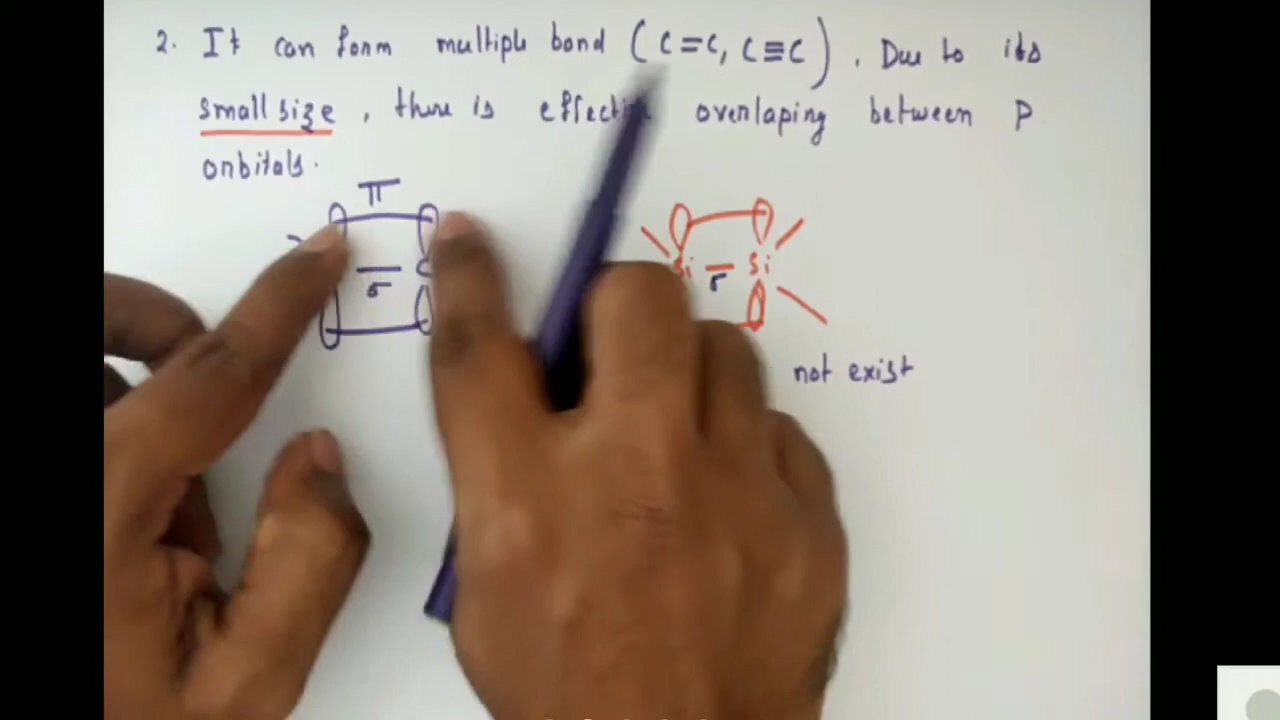 2. It can form multiple bond (C=C, C≡C). Due to its
small size, there is overlaping between P
orbitals.
π
σ
Si σ Si
not exist